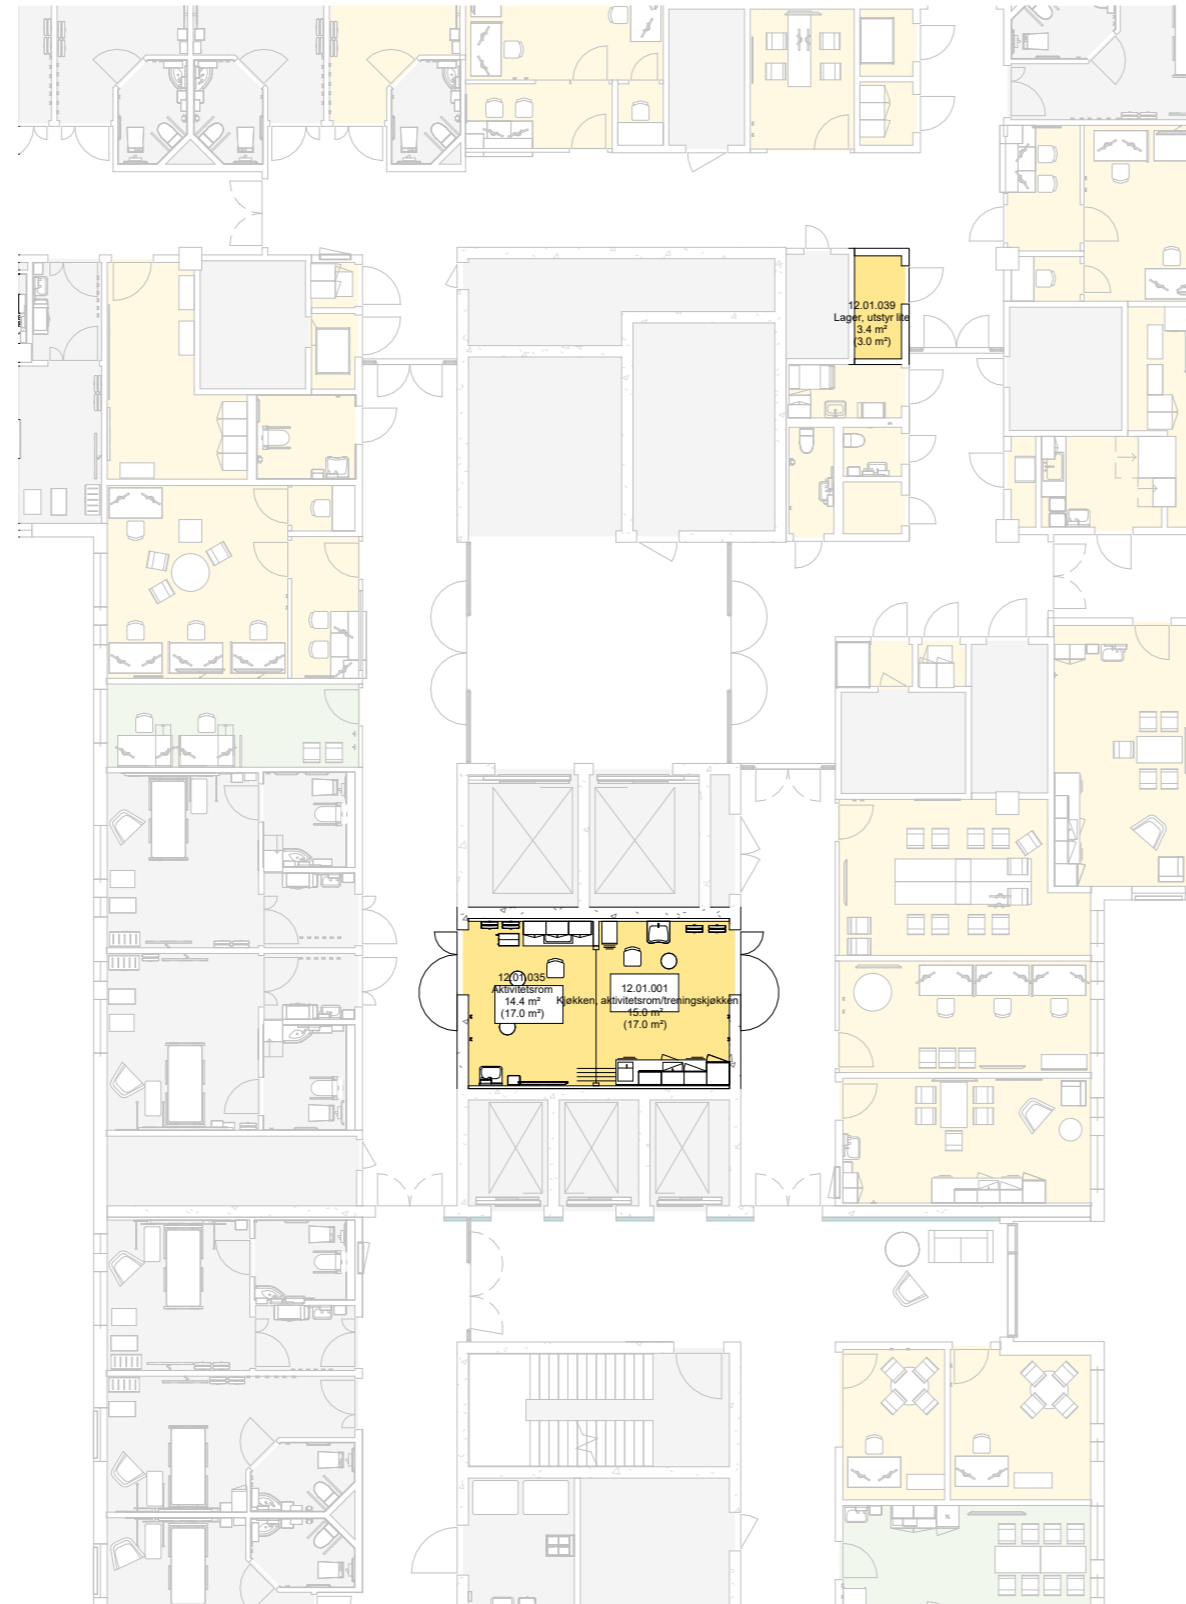 12.01.039
Lager, utstyr lite
3.4 m²
(3.0 m²)
12.01.035
Aktivitetsrom
14.4 m²
(17.0 m²)
12.01.001
Kjøkken, aktivitetsrom/treningskjøkken
15.0 m²
(17.0 m²)